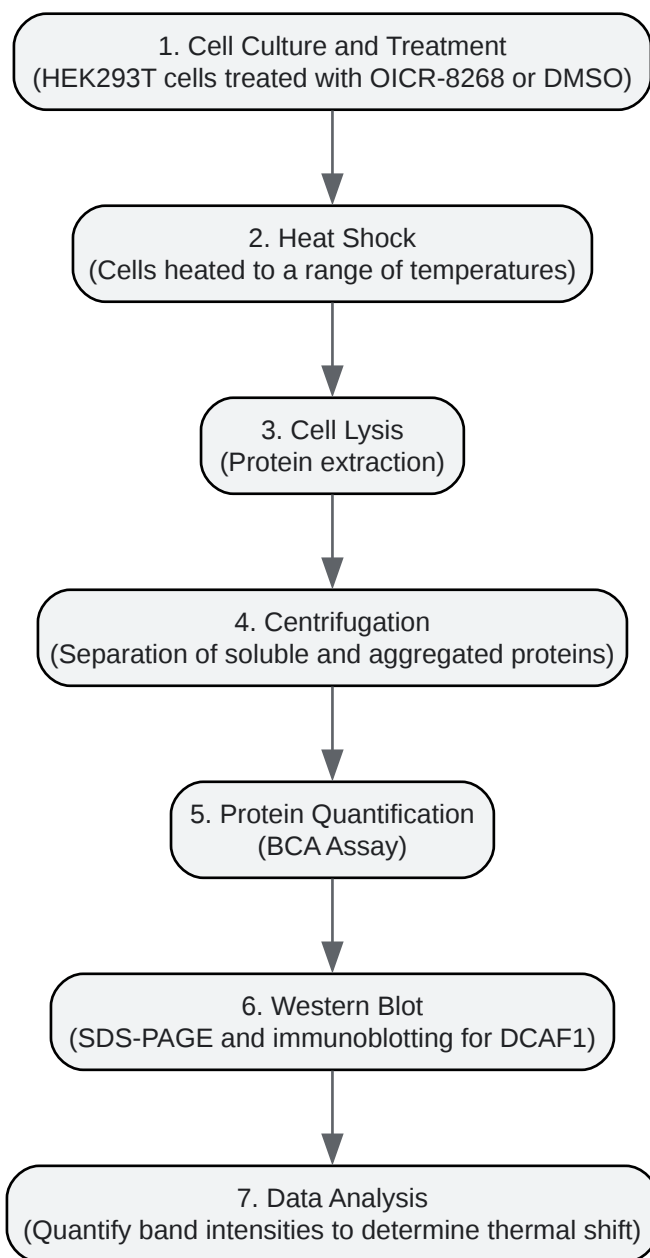 1. Cell Culture and Treatment
(HEK293T cells treated with OICR-8268 or DMSO)
2. Heat Shock
(Cells heated to a range of temperatures)
3. Cell Lysis
(Protein extraction)
4. Centrifugation
(Separation of soluble and aggregated proteins)
5. Protein Quantification
(BCA Assay)
6. Western Blot
(SDS-PAGE and immunoblotting for DCAF1)
7. Data Analysis
(Quantify band intensities to determine thermal shift)